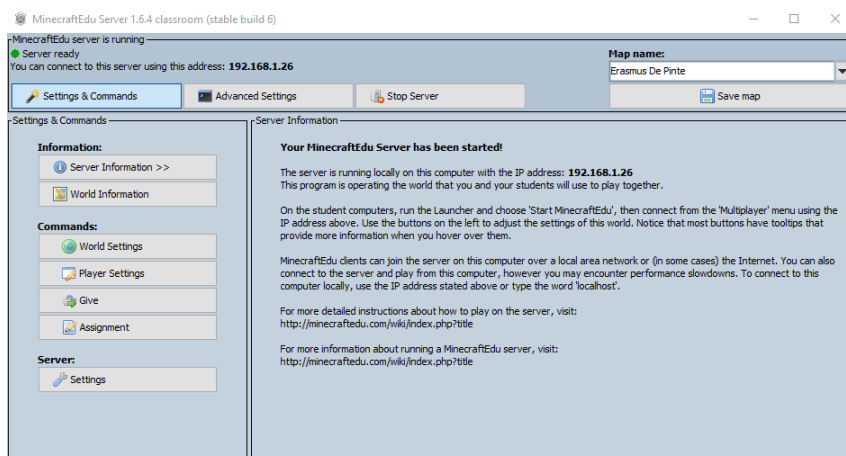 MinecraftEdu Server 1.6.4 classroom (stable build 6)
MinecraftEdu server is running
Server ready
You can connect to this server using this address: 192.168.1.26
Map name:
Erasmus De Pinte
Settings & Commands
Advanced Settings
Stop Server
Save map
Settings & Commands
Information:
Server Information >>
World Information
Commands:
World Settings
Player Settings
Give
Assignment
Server:
Settings
Server Information
Your MinecraftEdu Server has been started!
The server is running locally on this computer with the IP address: 192.168.1.26
This program is operating the world that you and your students will use to play together.
On the student computers, run the Launcher and choose 'Start MinecraftEdu', then connect from the 'Multiplayer' menu using the
IP address above. Use the buttons on the left to adjust the settings of this world. Notice that most buttons have tooltips that
provide more information when you hover over them.
MinecraftEdu clients can join the server on this computer over a local area network or (in some cases) the Internet. You can also
connect to the server and play from this computer, however you may encounter performance slowdowns. To connect to this
computer locally, use the IP address stated above or type the word 'localhost'.
For more detailed instructions about how to play on the server, visit:
http://minecraftedu.com/wiki/index.php?title
For more information about running a MinecraftEdu server, visit:
http://minecraftedu.com/wiki/index.php?title